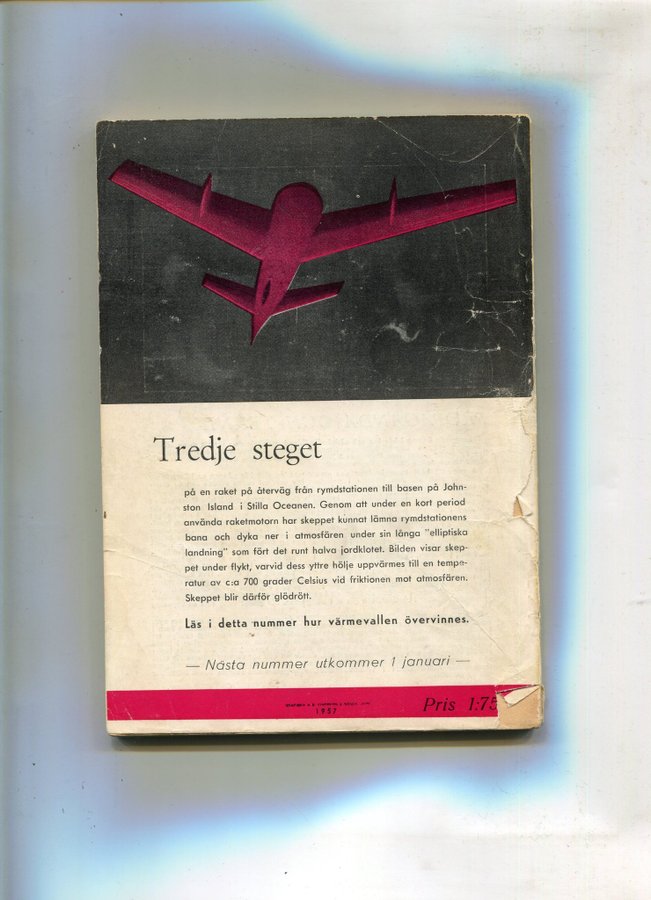 Tredje steget
på en raket på återväg från rymdstationen till basen på John-
ston Island i Stilla Oceanen. Genom att under en kort period
använda raketmotorn har skeppet kunnat lämna rymdstationens
bana och dyka ner i atmosfären under sin långa "elliptiska
landning" som fört det runt halva jordklotet. Bilden visar skep-
pet under flykt, varvid dess yttre hölje uppvärmes till en tempe-
ratur av c:a 700 grader Celsius vid friktionen mot atmosfären.
Skeppet blir därför glödrött.
Läs i detta nummer hur värmevallen övervinnes.
— Nästa nummer utkommer 1 januari —
1957
Pris 1:75